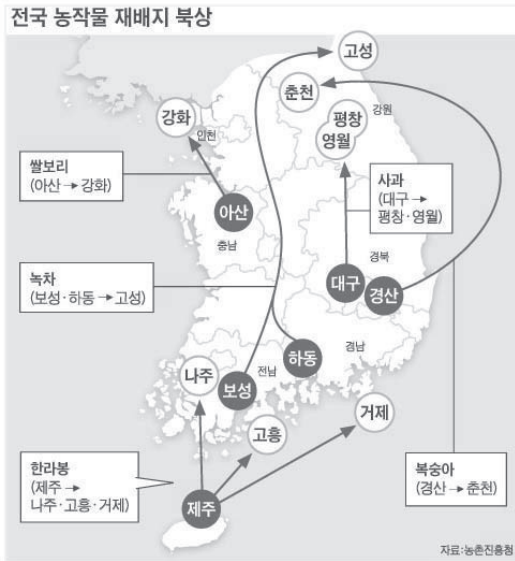 전국 농작물 재배지 북상
고성
춘천
강화
평창
영월
강원
인천
쌀보리
(아산 → 강화)
사과
(대구 →
평창·영월)
아산
충남
경북
녹차
(보성·하동 → 고성)
대구
경산
하동
경남
나주
보성
전남
거제
고흥
한라봉
(제주 →
나주·고흥·거제)
복숭아
(경산 → 춘천)
제주
자료:농촌진흥청